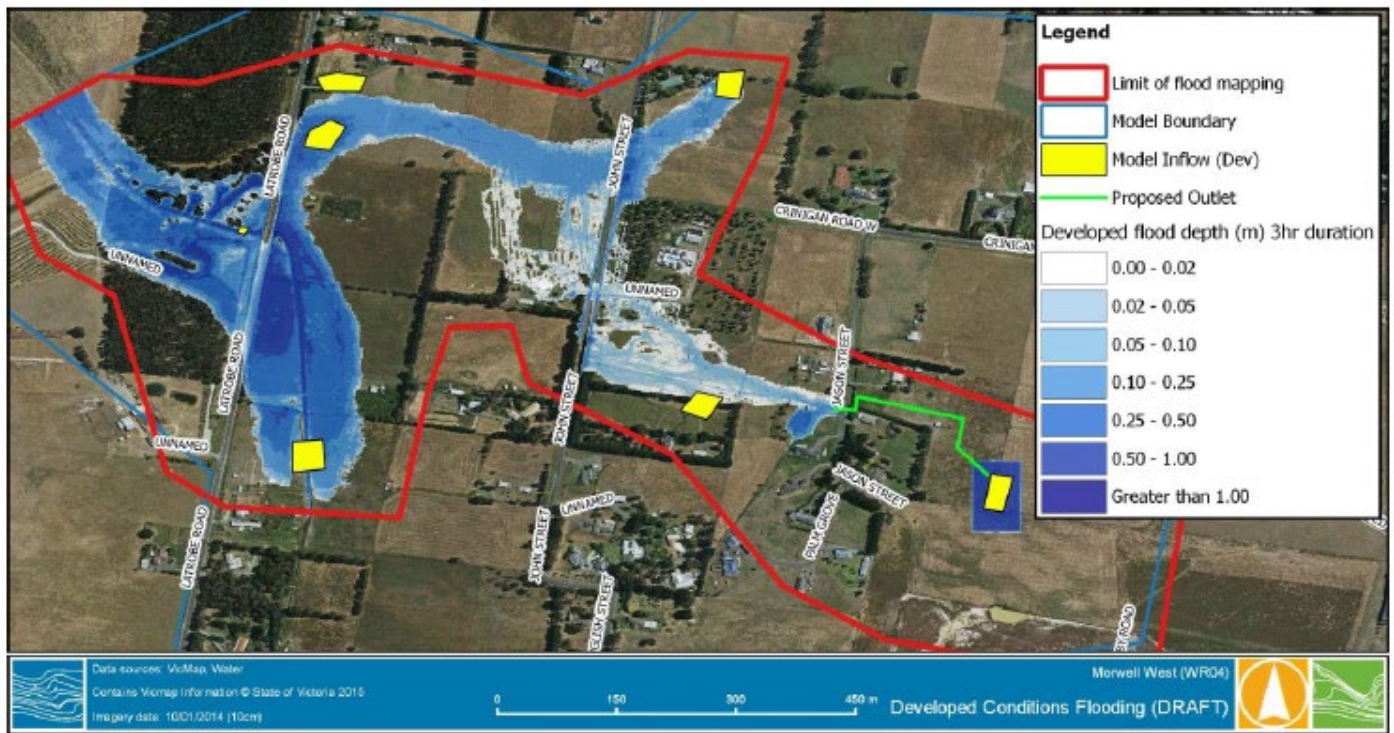 Legend
Limit of flood mapping
Model Boundary
Model Inflow (Dev)
Proposed Outlet
Developed flood depth (m) 3hr duration
0.00 - 0.02
0.02 - 0.05
0.05 - 0.10
0.10 - 0.25
0.25 - 0.50
0.50 - 1.00
Greater than 1.00
LATROBE ROAD
JOHN STREET
CRINIGAN ROAD W
CRINIGAN
UNNAMED
UNNAMED
LATROBE ROAD
JOHN STREET
JASON STREET
UNNAMED
JASON STREET
UNNAMED
PALM GROVE
LATROBE ROAD
JOHN STREET
GLISK STREET
ROAD
Data sources: VicMap, Water
Contains Vicmap Information © State of Victoria 2015
Imagery date: 16/01/2014 (10cm)
0 150 300 450 m
Morwell West (WR04)
Developed Conditions Flooding (DRAFT)